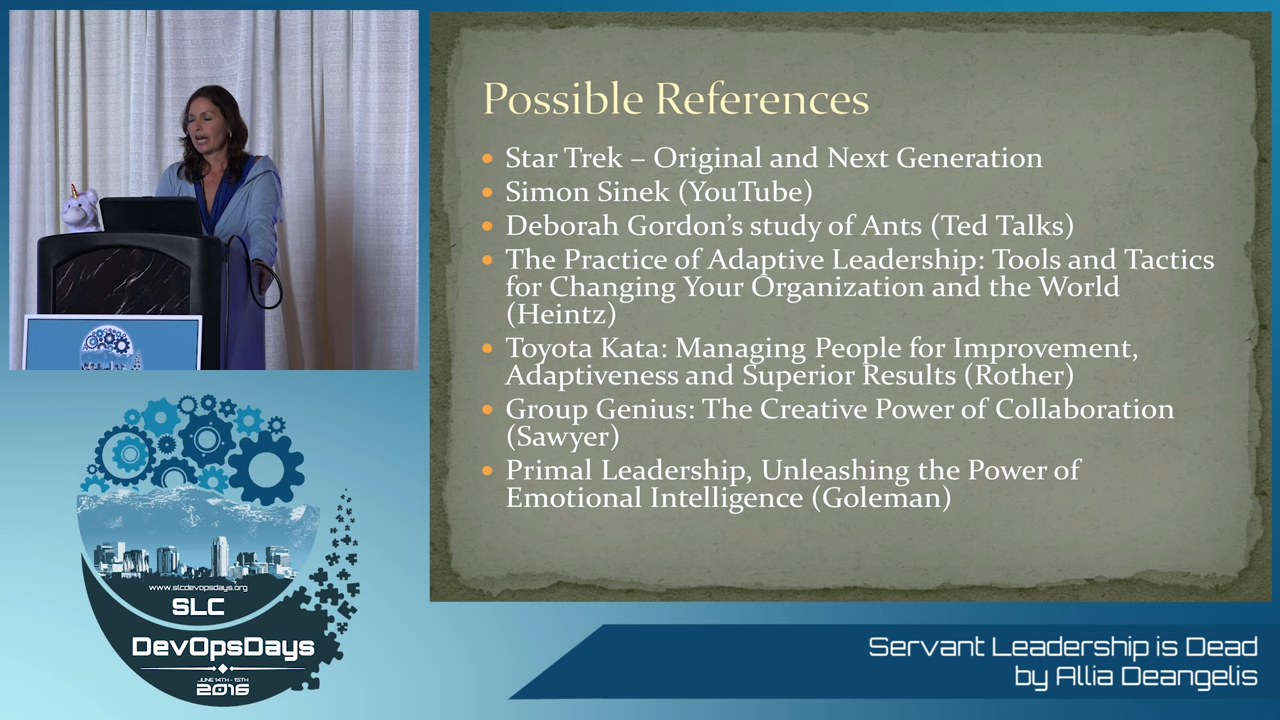 Possible References
• Star Trek – Original and Next Generation
• Simon Sinek (YouTube)
• Deborah Gordon’s study of Ants (Ted Talks)
• The Practice of Adaptive Leadership: Tools and Tactics
for Changing Your Organization and the World
(Heintz)
• Toyota Kata: Managing People for Improvement,
Adaptiveness and Superior Results (Rother)
• Group Genius: The Creative Power of Collaboration
(Sawyer)
• Primal Leadership, Unleashing the Power of
Emotional Intelligence (Goleman)
www.slcdevopsdays.org
SLC
DevOpsDays
JUNE 14TH - 15TH
2016
Servant Leadership is Dead
by Allia Deangelis